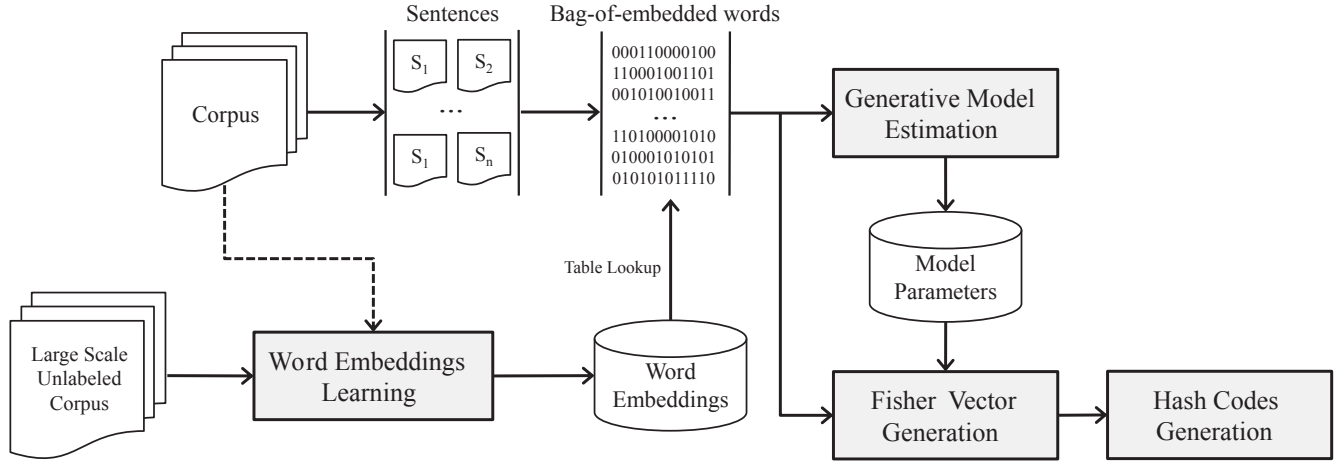 Sentences
Bag-of-embedded words
Corpus
S1
S2
...
S1
Sn
000110000100
110001001101
001010010011
...
110100001010
010001010101
010101011110
Generative Model
Estimation
Table Lookup
Model
Parameters
Large Scale
Unlabeled
Corpus
Word Embeddings
Learning
Word
Embeddings
Fisher Vector
Generation
Hash Codes
Generation